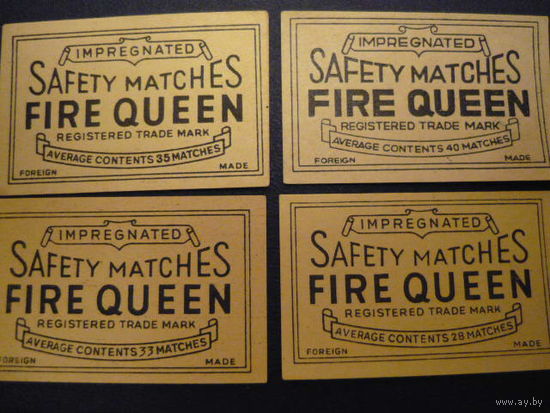 IMPREGNATED
SAFETY MATCHES
FIRE QUEEN
REGISTERED TRADE MARK
AVERAGE CONTENTS 35 MATCHES
FOREIGN MADE
IMPREGNATED
SAFETY MATCHES
FIRE QUEEN
REGISTERED TRADE MARK
AVERAGE CONTENTS 40 MATCHES
FOREIGN MADE
IMPREGNATED
SAFETY MATCHES
FIRE QUEEN
REGISTERED TRADE MARK
AVERAGE CONTENTS 33 MATCHES
FOREIGN MADE
IMPREGNATED
SAFETY MATCHES
FIRE QUEEN
REGISTERED TRADE MARK
AVERAGE CONTENTS 28 MATCHES
FOREIGN MADE
www.ay.by